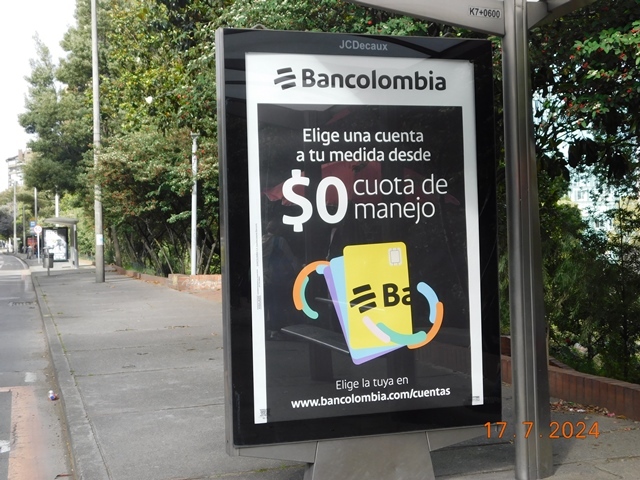 K7+0600
JCDecaux
Bancolombia
Elige una cuenta
a tu medida desde
$0 cuota de
manejo
Ba
Elige la tuya en
www.bancolombia.com/cuentas
17.7.2024